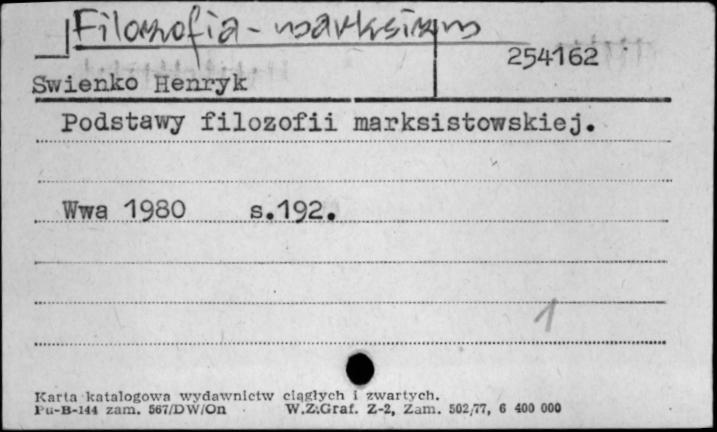 Filozofia - marksizm
254162
Swienko Henryk
Podstawy filozofii marksistowskiej.
Wwa 1980 s.192.
1
Karta katalogowa wydawnictw ciągłych i zwartych.
Pu-B-144 zam. 567/DW/On W.Z.Graf. Z-2, Zam. 502/77, 6 400 000